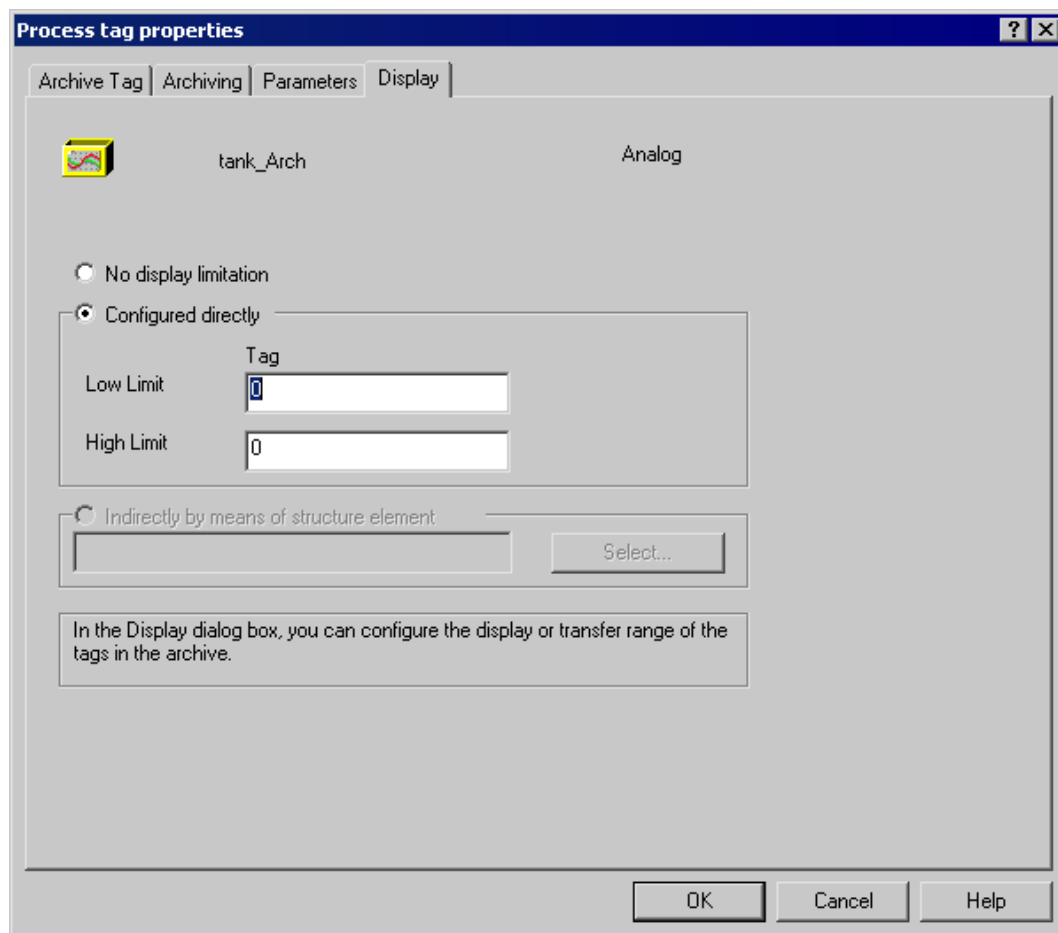 Process tag properties
Archive Tag Archiving Parameters Display
tank_Arch Analog
No display limitation
Configured directly
Tag
Low Limit 0
High Limit 0
Indirectly by means of structure element
Select...
In the Display dialog box, you can configure the display or transfer range of the
tags in the archive.
OK Cancel Help